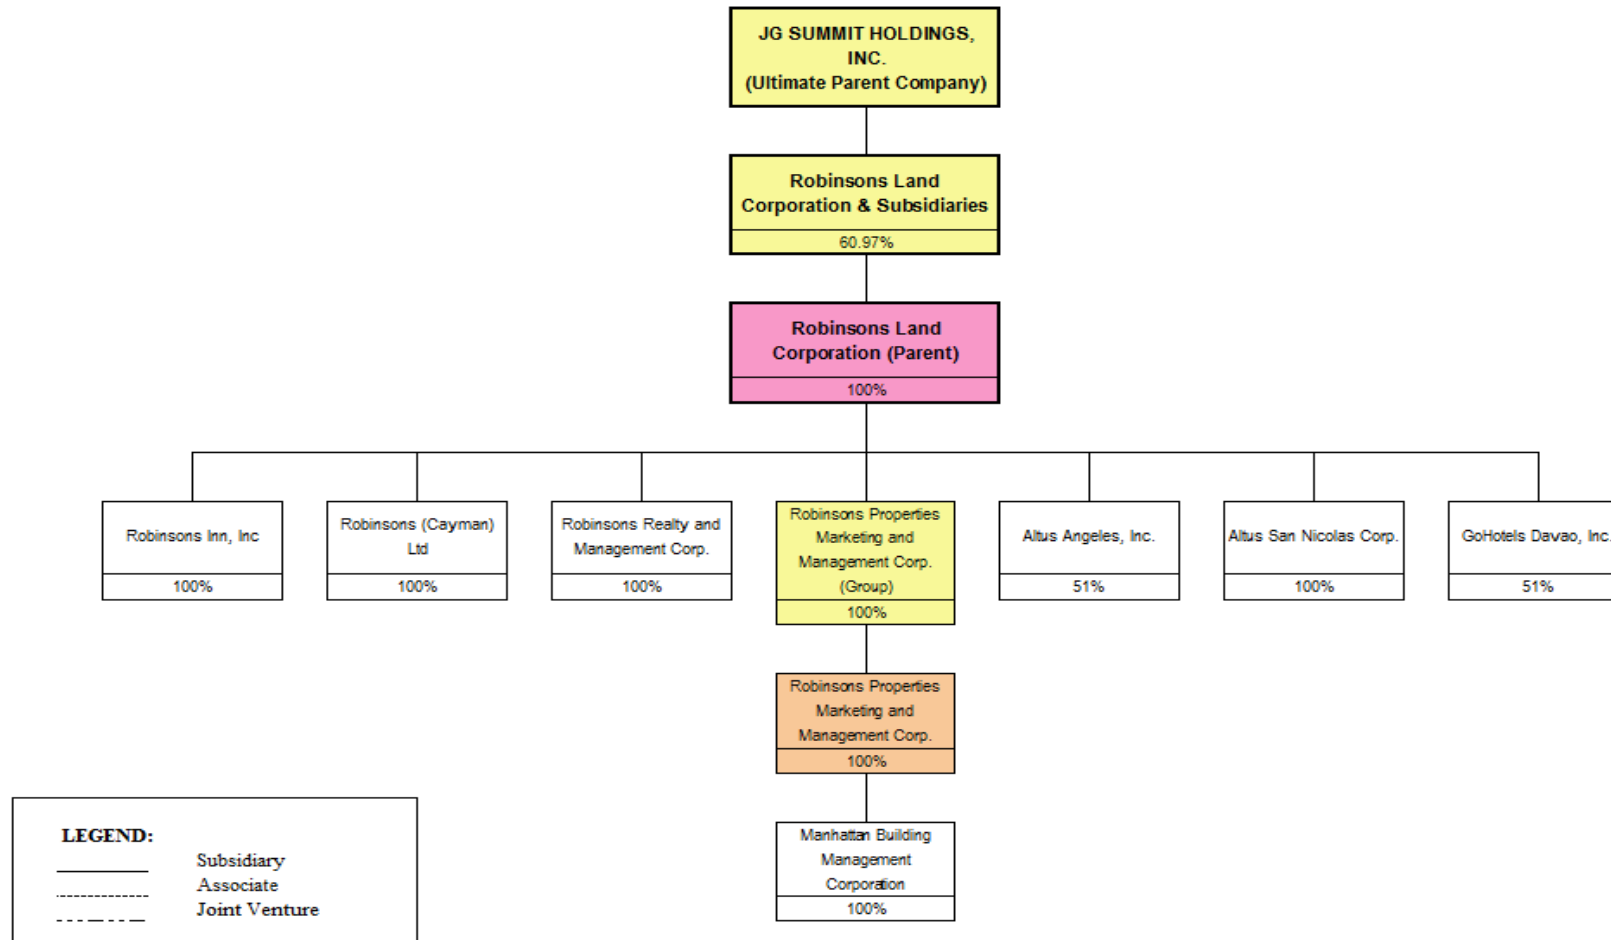 JG SUMMIT HOLDINGS,
INC.
(Ultimate Parent Company)
Robinsons Land
Corporation & Subsidiaries
60.97%
Robinsons Land
Corporation (Parent)
100%
Robinsons Inn, Inc
100%
Robinsons (Cayman)
Ltd
100%
Robinsons Realty and
Management Corp.
100%
Robinsons Properties
Marketing and
Management Corp.
(Group)
100%
Altus Angeles, Inc.
51%
Altus San Nicolas Corp.
100%
GoHotels Davao, Inc.
51%
Robinsons Properties
Marketing and
Management Corp.
100%
Manhattan Building
Management
Corporation
100%
LEGEND:
Subsidiary
Associate
Joint Venture